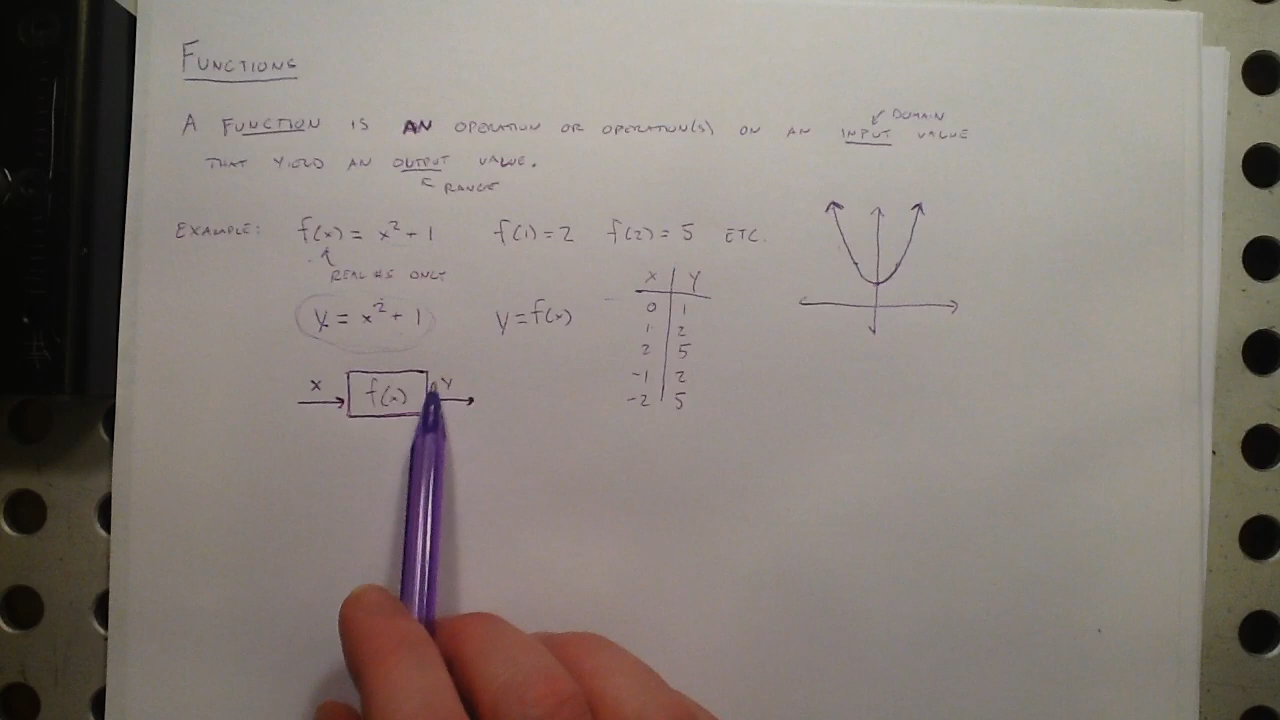 FUNCTIONS
A FUNCTION IS AN OPERATION OR OPERATION(S) ON AN INPUT VALUE
DOMAIN
THAT YIELD AN OUTPUT VALUE.
RANGE
EXAMPLE: f(x) = x² + 1 f(1) = 2 f(2) = 5 ETC.
REAL #S ONLY
y = x² + 1 y = f(x)
X Y
0 1
1 2
2 5
-1 2
-2 5
X f(x) Y